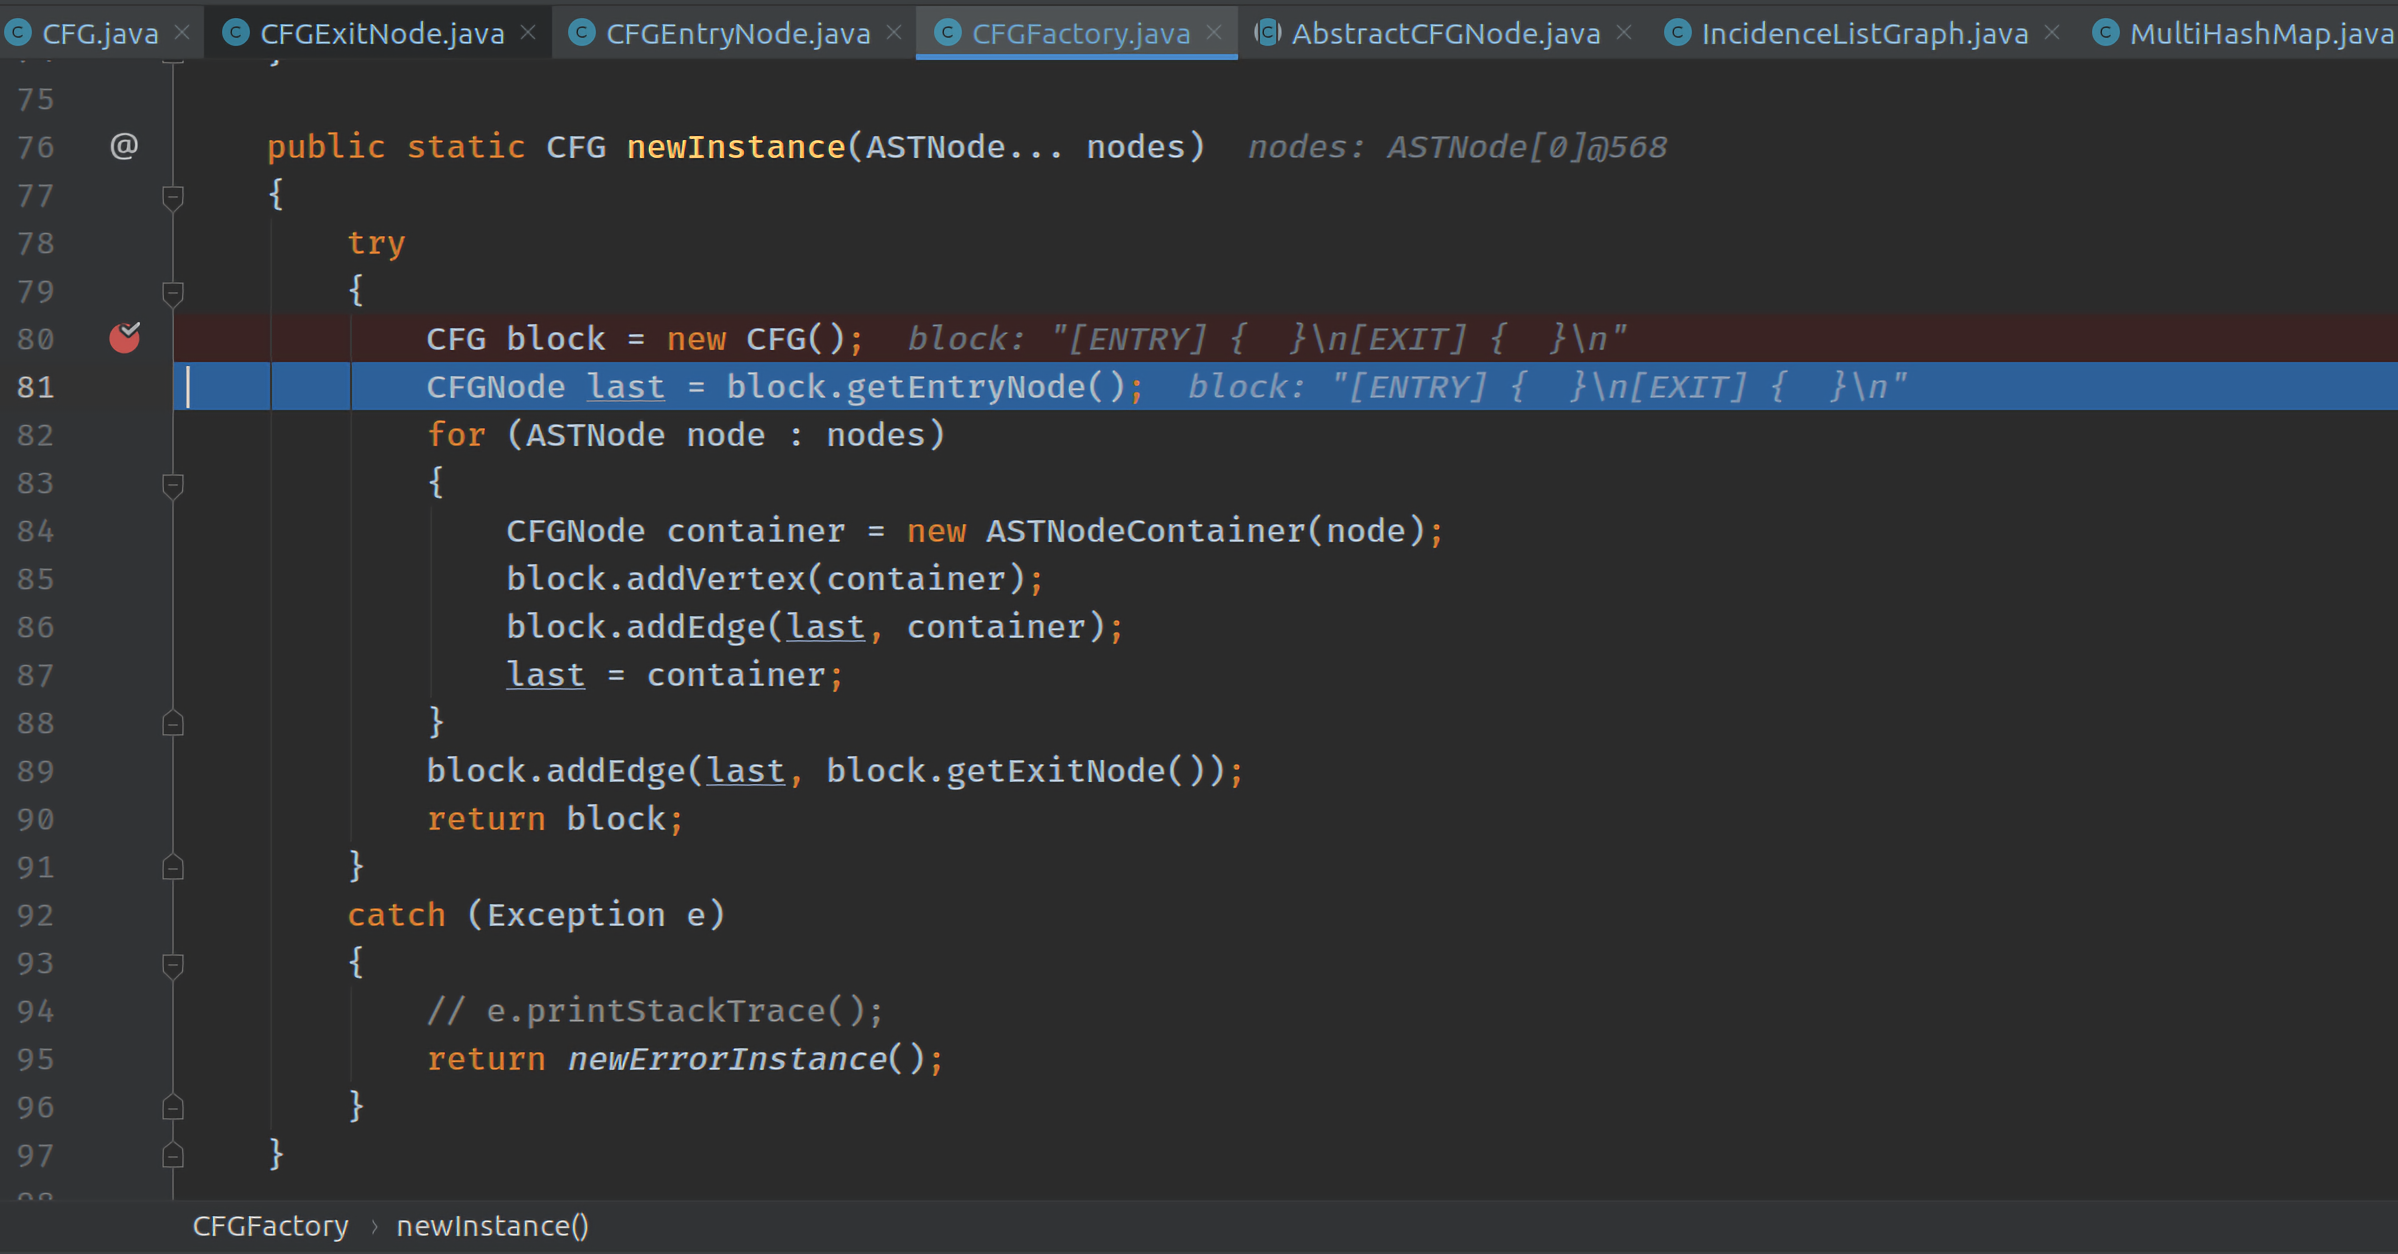 CFG.java CFGExitNode.java CFGEntryNode.java CFGFactory.java AbstractCFGNode.java IncidenceListGraph.java MultiHashMap.java
75
76 @ public static CFG newInstance(ASTNode... nodes) nodes: ASTNode[0]@568
77 {
78 try
79 {
80 CFG block = new CFG(); block: "[ENTRY] {  }\n[EXIT] {  }\n"
81 CFGNode last = block.getEntryNode(); block: "[ENTRY] {  }\n[EXIT] {  }\n"
82 for (ASTNode node : nodes)
83 {
84 CFGNode container = new ASTNodeContainer(node);
85 block.addVertex(container);
86 block.addEdge(last, container);
87 last = container;
88 }
89 block.addEdge(last, block.getExitNode());
90 return block;
91 }
92 catch (Exception e)
93 {
94 // e.printStackTrace();
95 return newErrorInstance();
96 }
97 }
CFGFactory › newInstance()